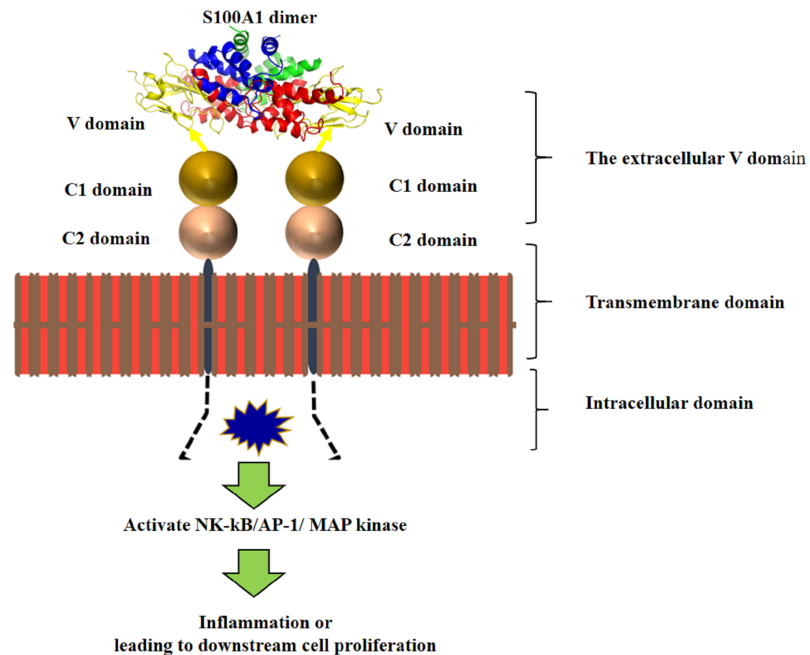 S100A1 dimer
V domain
V domain
The extracellular V domain
C1 domain
C1 domain
C2 domain
C2 domain
Transmembrane domain
Intracellular domain
Activate NK-kB/AP-1/ MAP kinase
Inflammation or
leading to downstream cell proliferation